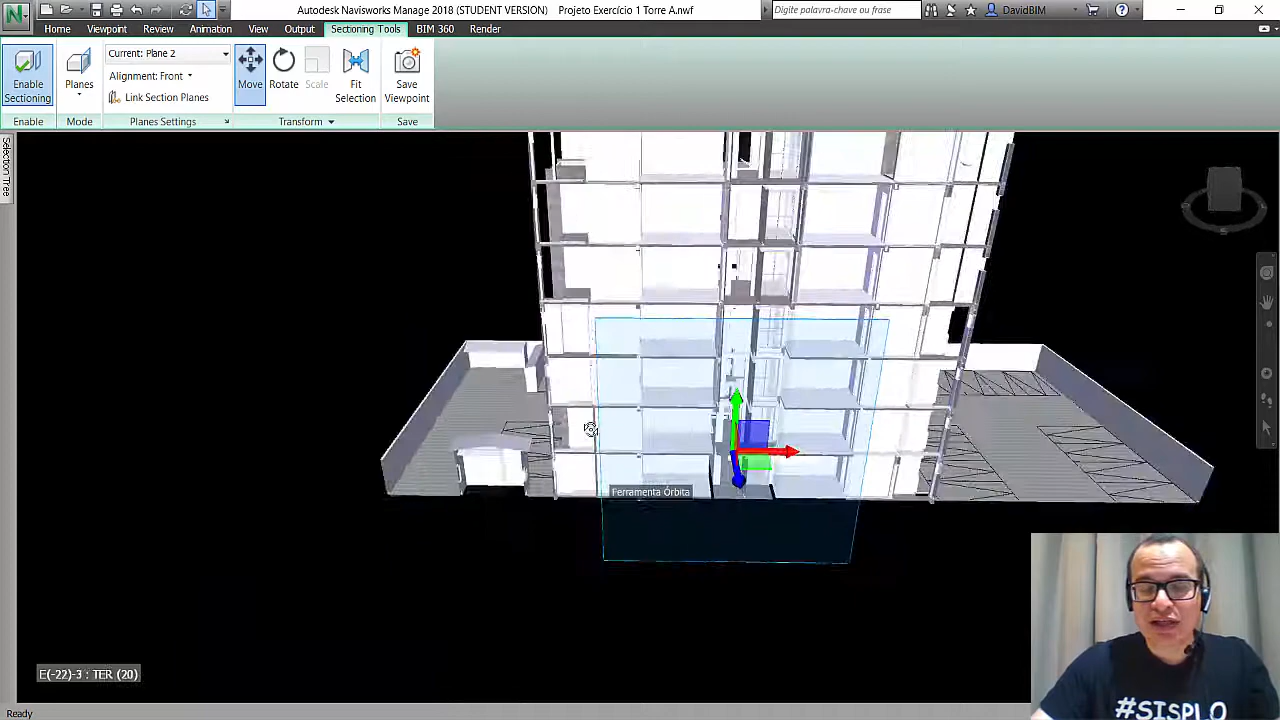 Autodesk Navisworks Manage 2018 (STUDENT VERSION) Projeto Exercício 1 Torre A.nwf
Digite palavra-chave ou frase
DavidBIM
Home Viewpoint Review Animation View Output Sectioning Tools BIM 360 Render
Enable Sectioning
Planes
Current: Plane 2
Alignment: Front
Link Section Planes
Move
Rotate
Scale
Fit Selection
Save Viewpoint
Enable Mode Planes Settings Transform Save
Selection Tree
Ferramenta Órbita
E(-22)-3 : TER (20)
#SISPLO
Ready